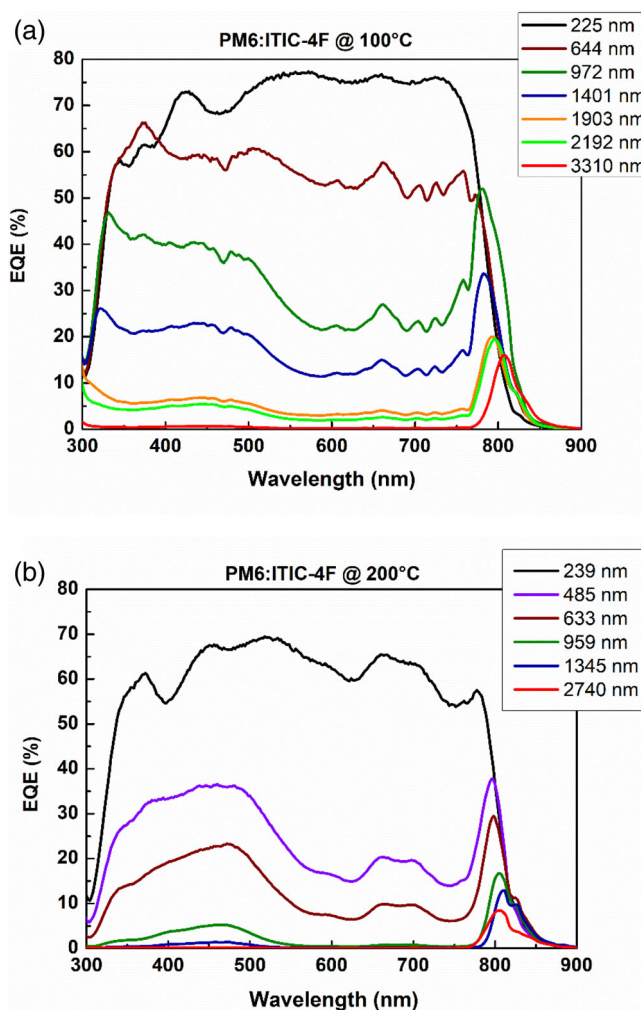 (a)
PM6:ITIC-4F @ 100°C
225 nm
644 nm
972 nm
1401 nm
1903 nm
2192 nm
3310 nm
80
70
60
50
40
30
20
10
0
EQE (%)
300 400 500 600 700 800 900
Wavelength (nm)
(b)
PM6:ITIC-4F @ 200°C
239 nm
485 nm
633 nm
959 nm
1345 nm
2740 nm
80
70
60
50
40
30
20
10
0
EQE (%)
300 400 500 600 700 800 900
Wavelength (nm)